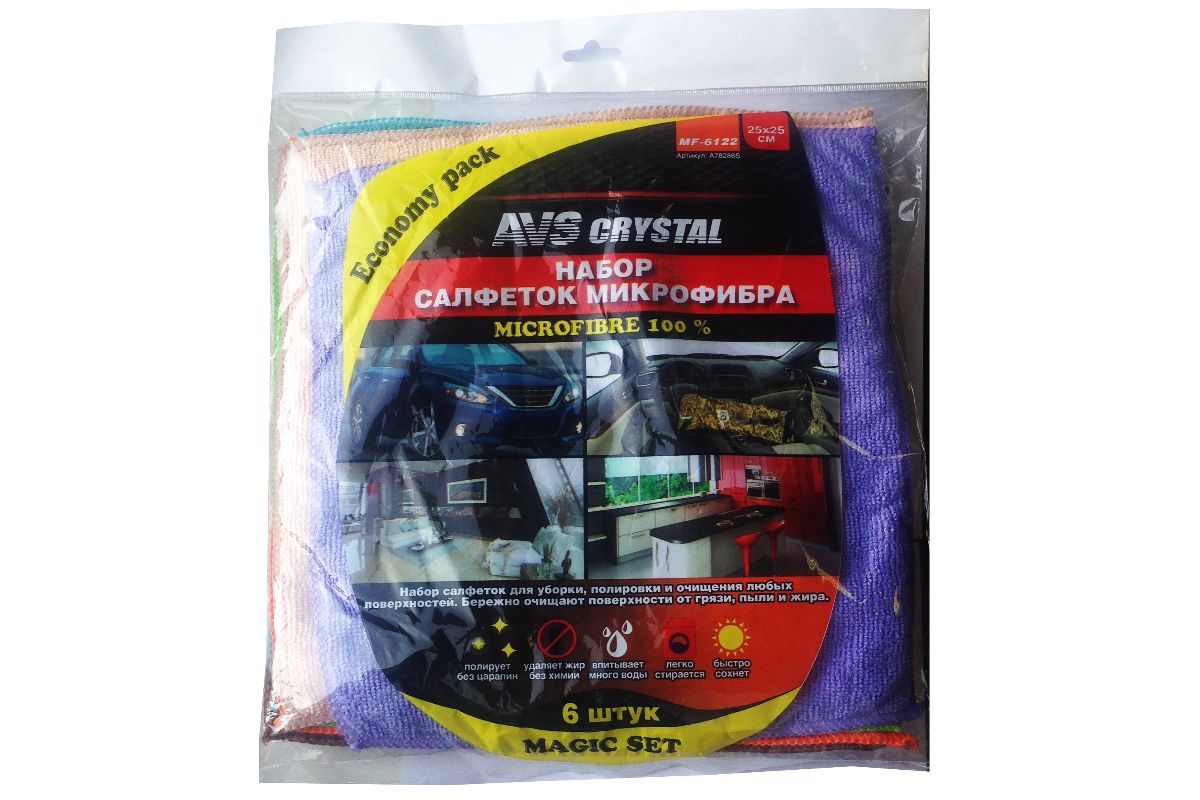 Economy pack
MF-6122
25x25
СМ
Артикул: A78286S
AVS CRYSTAL
НАБОР
САЛФЕТОК МИКРОФИБРА
MICROFIBRE 100 %
Набор салфеток для уборки, полировки и очищения любых
поверхностей. Бережно очищают поверхности от грязи, пыли и жира.
полирует
без царапин
удаляет жир
без химии
впитывает
много воды
легко
стирается
быстро
сохнет
6 штук
MAGIC SET